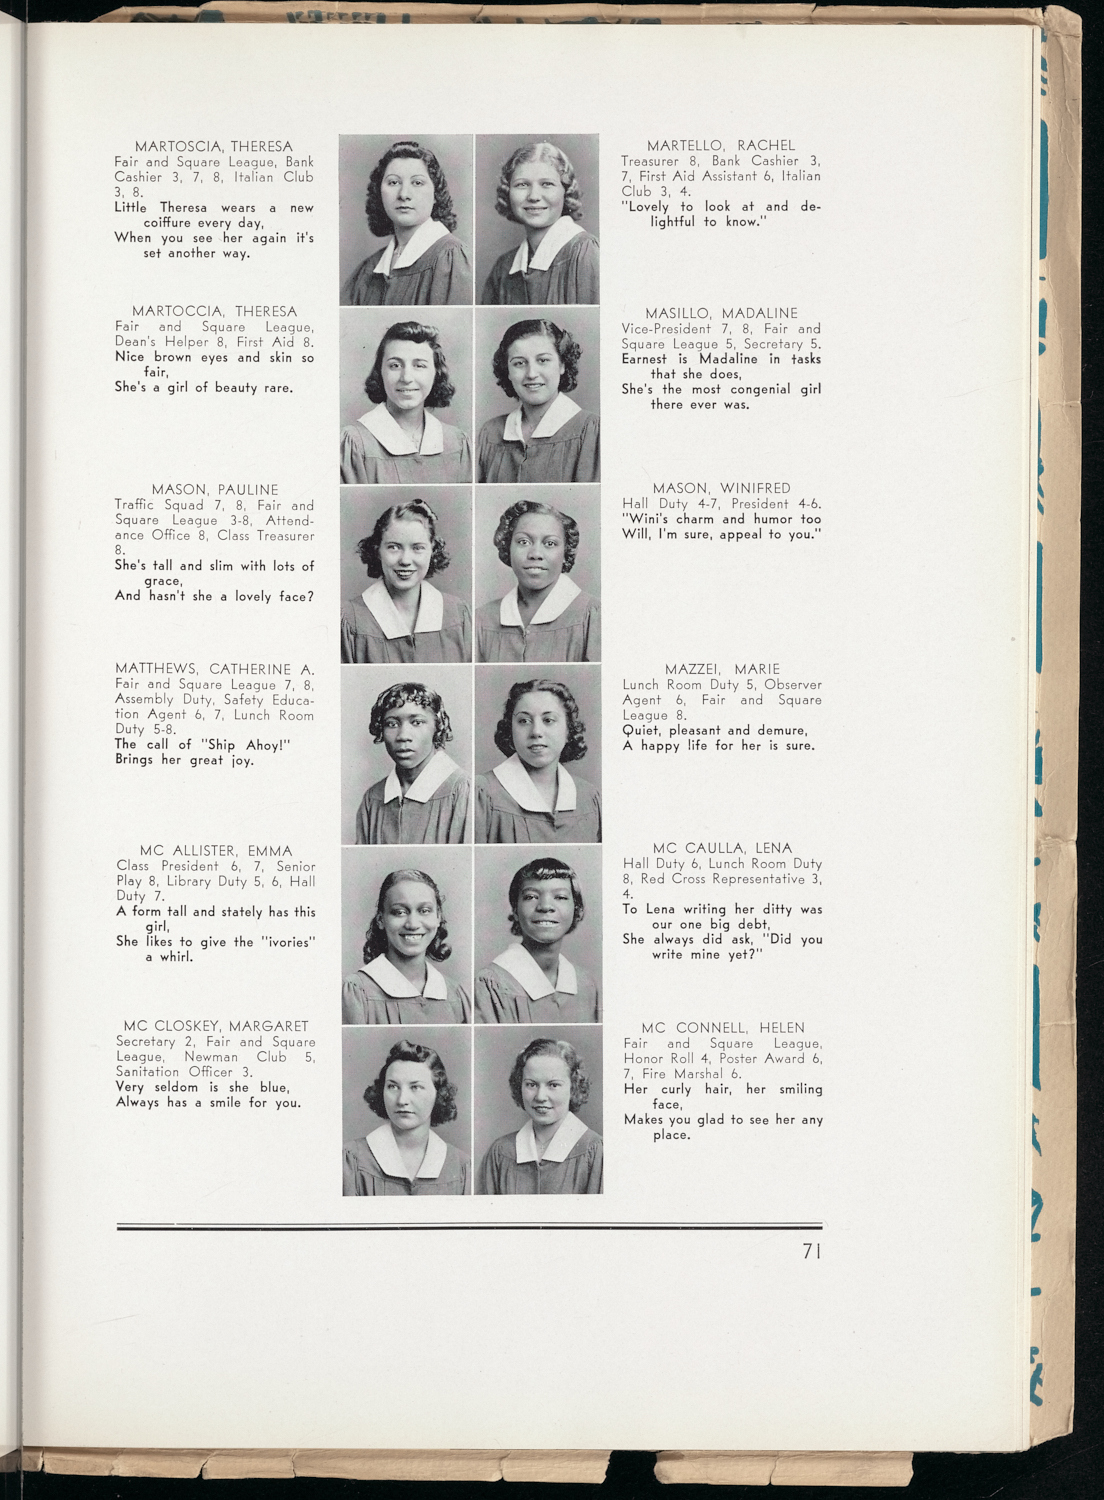 MARTOSCIA, THERESA
Fair and Square League, Bank
Cashier 3, 7, 8, Italian Club
3, 8.
Little Theresa wears a new
coiffure every day,
When you see her again it's
set another way.
MARTELLO, RACHEL
Treasurer 8, Bank Cashier 3,
7, First Aid Assistant 6, Italian
Club 3, 4.
"Lovely to look at and de-
lightful to know."
MARTOCCIA, THERESA
Fair and Square League,
Dean's Helper 8, First Aid 8.
Nice brown eyes and skin so
fair,
She's a girl of beauty rare.
MASILLO, MADALINE
Vice-President 7, 8, Fair and
Square League 5, Secretary 5.
Earnest is Madaline in tasks
that she does,
She's the most congenial girl
there ever was.
MASON, PAULINE
Traffic Squad 7, 8, Fair and
Square League 3-8, Attend-
ance Office 8, Class Treasurer
8.
She's tall and slim with lots of
grace,
And hasn't she a lovely face?
MASON, WINIFRED
Hall Duty 4-7, President 4-6.
"Wini's charm and humor too
Will, I'm sure, appeal to you."
MATTHEWS, CATHERINE A.
Fair and Square League 7, 8,
Assembly Duty, Safety Educa-
tion Agent 6, 7, Lunch Room
Duty 5-8.
The call of "Ship Ahoy!"
Brings her great joy.
MAZZEI, MARIE
Lunch Room Duty 5, Observer
Agent 6, Fair and Square
League 8.
Quiet, pleasant and demure,
A happy life for her is sure.
MC ALLISTER, EMMA
Class President 6, 7, Senior
Play 8, Library Duty 5, 6, Hall
Duty 7.
A form tall and stately has this
girl,
She likes to give the "ivories"
a whirl.
MC CAULLA, LENA
Hall Duty 6, Lunch Room Duty
8, Red Cross Representative 3,
4.
To Lena writing her ditty was
our one big debt,
She always did ask, "Did you
write mine yet?"
MC CLOSKEY, MARGARET
Secretary 2, Fair and Square
League, Newman Club 5,
Sanitation Officer 3.
Very seldom is she blue,
Always has a smile for you.
MC CONNELL, HELEN
Fair and Square League,
Honor Roll 4, Poster Award 6,
7, Fire Marshal 6.
Her curly hair, her smiling
face,
Makes you glad to see her any
place.
71